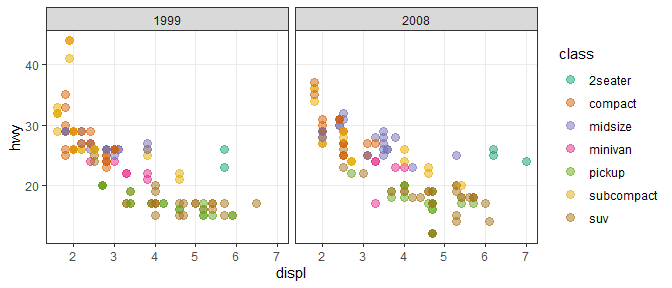 1999 2008
class
2seater
compact
midsize
minivan
pickup
subcompact
suv
hwy
40
30
20
2 3 4 5 6 7 2 3 4 5 6 7
displ